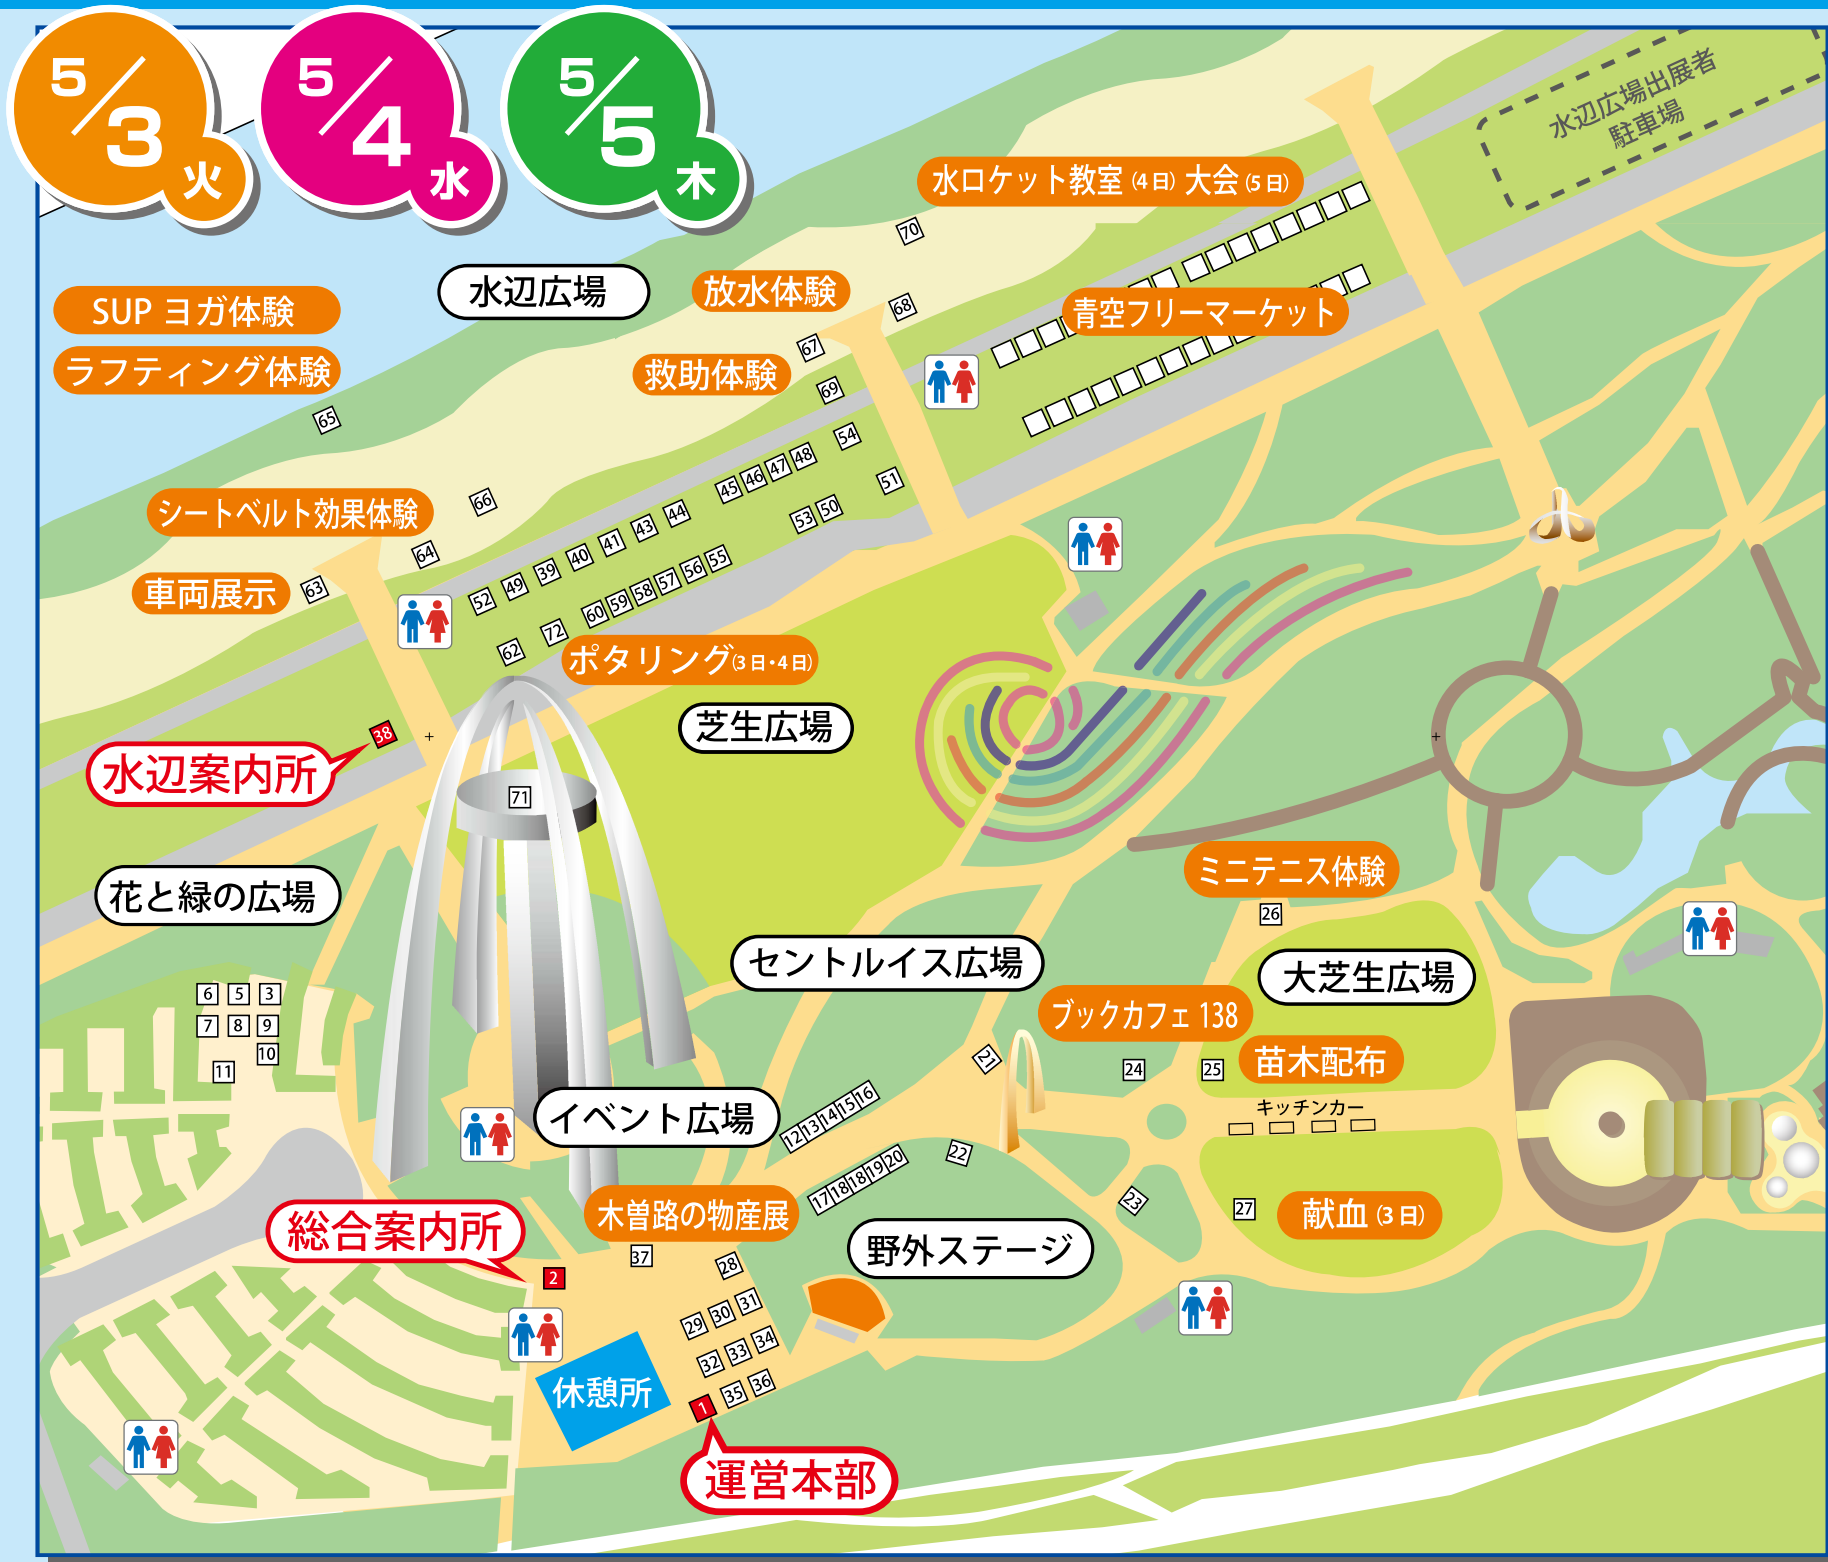 5/3
火
5/4
水
5/5
木
水辺広場出展者
駐車場
水ロケット教室(4日)大会(5日)
70
水辺広場
放水体験
68
SUP ヨガ体験
青空フリーマーケット
67
ラフティング体験
救助体験
69
65
54
45 46 47 48
51
66
シートベルト効果体験
53 50
52 49 39 40 41 43 44
64
60 59 58 57 56 55
車両展示
63
62 72
ポタリング(3日・4日)
芝生広場
38
水辺案内所
71
花と緑の広場
ミニテニス体験
26
セントルイス広場
大芝生広場
6 5 3
7 8 9
10
11
ブックカフェ 138
21
24
25
苗木配布
キッチンカー
イベント広場
12 13 14 15 16
22
17 18 18 19 20
23
27
献血(3日)
木曽路の物産展
総合案内所
野外ステージ
37
28
2
29 30 31
32 33 34
35 36
休憩所
1
運営本部